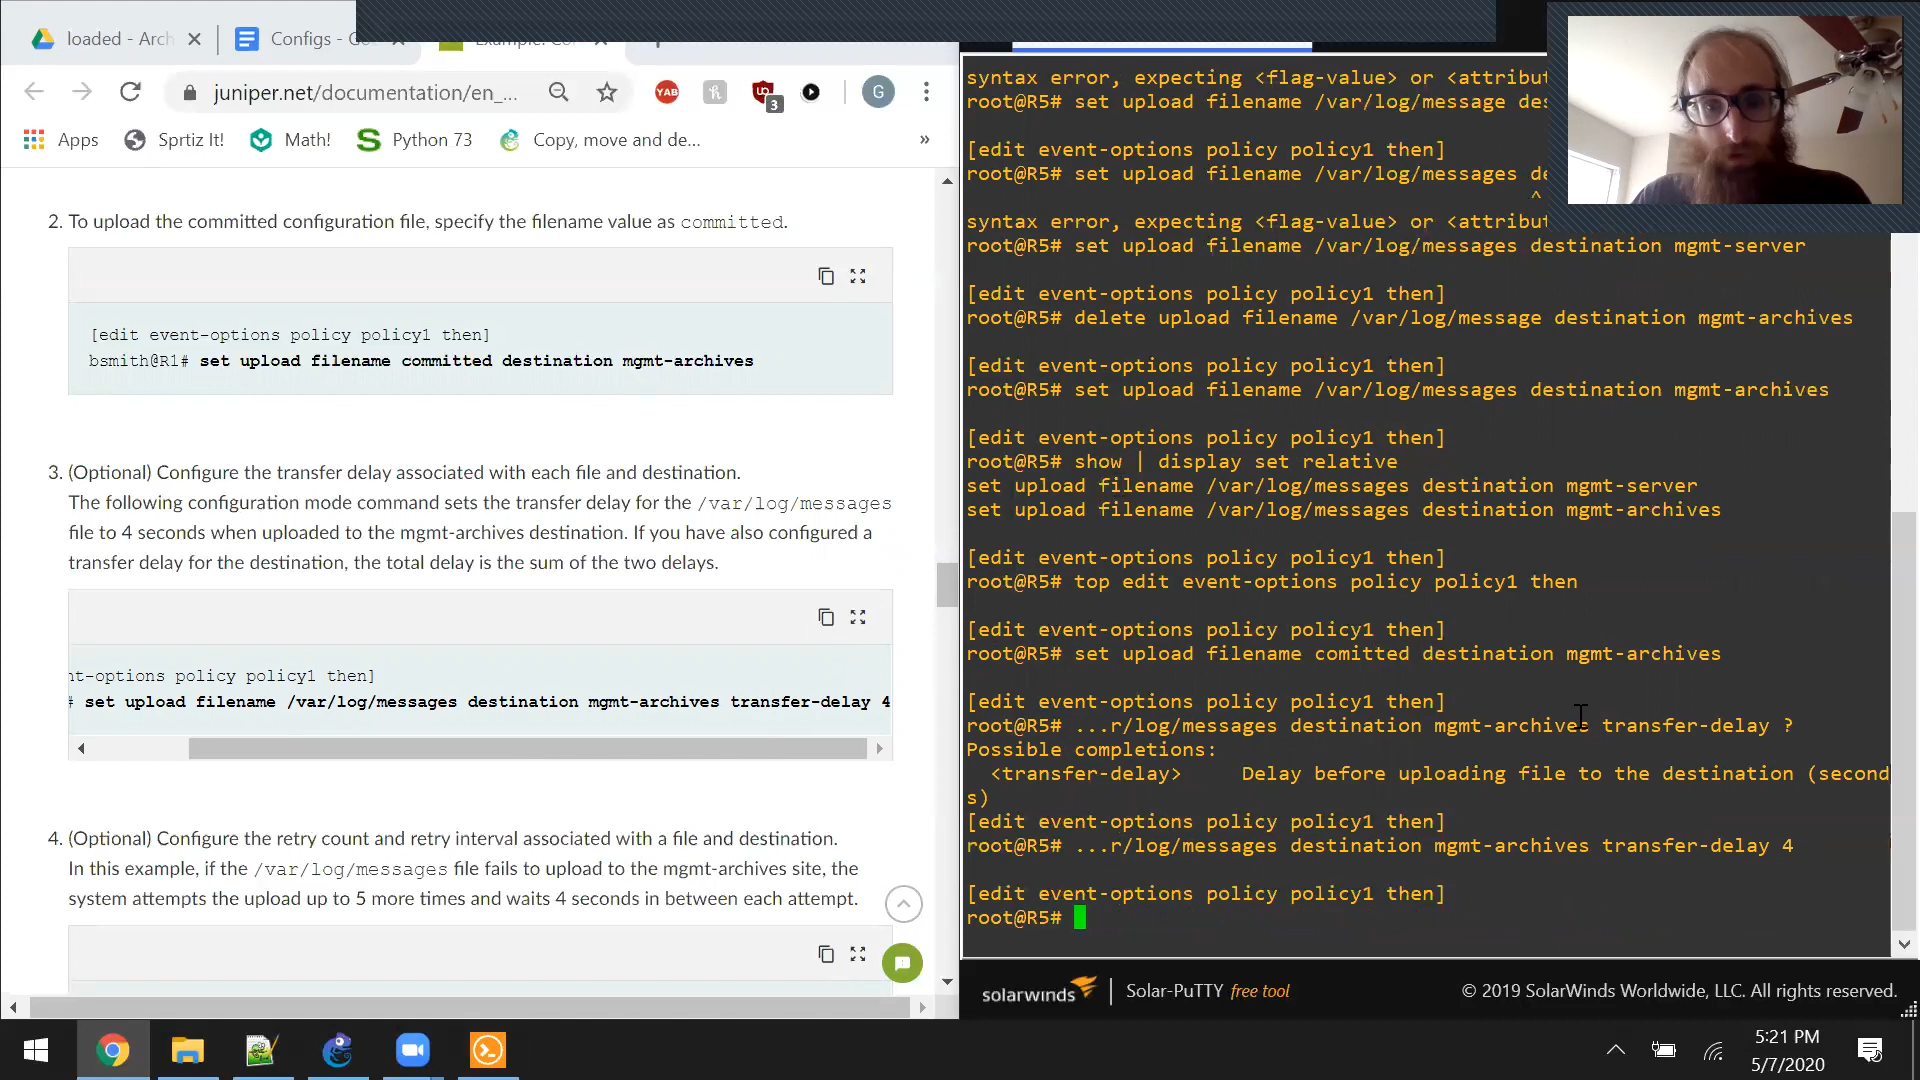 loaded - Arch
Configs - Go
Example: Co
juniper.net/documentation/en_...
YAB
3
G
Apps
Sprtiz It!
Math!
Python 73
Copy, move and de...
»
2. To upload the committed configuration file, specify the filename value as committed.
[edit event-options policy policy1 then]
bsmith@R1# set upload filename committed destination mgmt-archives
3. (Optional) Configure the transfer delay associated with each file and destination.
The following configuration mode command sets the transfer delay for the /var/log/messages
file to 4 seconds when uploaded to the mgmt-archives destination. If you have also configured a
transfer delay for the destination, the total delay is the sum of the two delays.
nt-options policy policy1 then]
# set upload filename /var/log/messages destination mgmt-archives transfer-delay 4
4. (Optional) Configure the retry count and retry interval associated with a file and destination.
In this example, if the /var/log/messages file fails to upload to the mgmt-archives site, the
system attempts the upload up to 5 more times and waits 4 seconds in between each attempt.
syntax error, expecting <flag-value> or <attribut
root@R5# set upload filename /var/log/message des
[edit event-options policy policy1 then]
root@R5# set upload filename /var/log/messages de
^
syntax error, expecting <flag-value> or <attribut
root@R5# set upload filename /var/log/messages destination mgmt-server
[edit event-options policy policy1 then]
root@R5# delete upload filename /var/log/message destination mgmt-archives
[edit event-options policy policy1 then]
root@R5# set upload filename /var/log/messages destination mgmt-archives
[edit event-options policy policy1 then]
root@R5# show | display set relative
set upload filename /var/log/messages destination mgmt-server
set upload filename /var/log/messages destination mgmt-archives
[edit event-options policy policy1 then]
root@R5# top edit event-options policy policy1 then
[edit event-options policy policy1 then]
root@R5# set upload filename comitted destination mgmt-archives
[edit event-options policy policy1 then]
root@R5# ...r/log/messages destination mgmt-archives transfer-delay ?
Possible completions:
<transfer-delay> Delay before uploading file to the destination (second
s)
[edit event-options policy policy1 then]
root@R5# ...r/log/messages destination mgmt-archives transfer-delay 4
[edit event-options policy policy1 then]
root@R5#
solarwinds | Solar-PuTTY free tool
© 2019 SolarWinds Worldwide, LLC. All rights reserved.
5:21 PM
5/7/2020